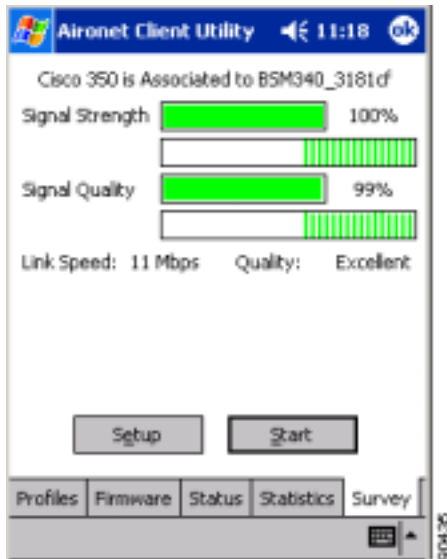 Aironet Client Utility 11:18 ok
Cisco 350 is Associated to BSM340_3181cf
Signal Strength 100%
Signal Quality 99%
Link Speed: 11 Mbps Quality: Excellent
Setup Start
Profiles Firmware Status Statistics Survey